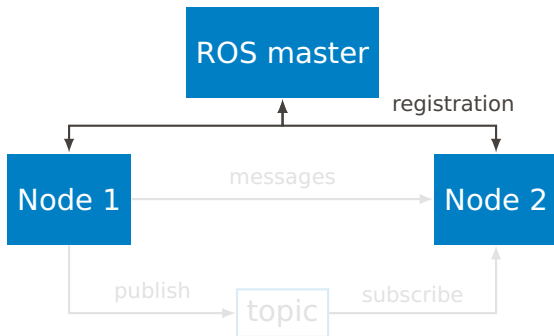 ROS master
registration
Node 1
messages
Node 2
publish
topic
subscribe